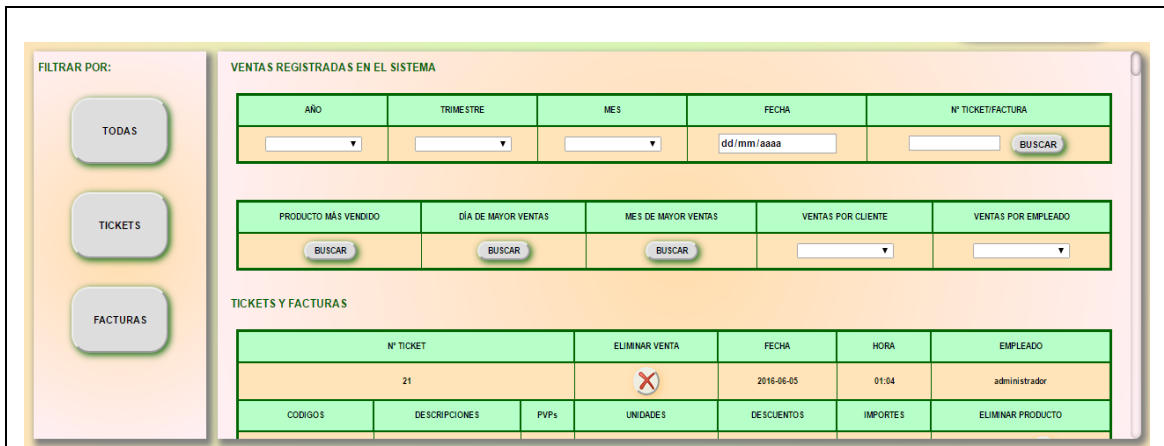 FILTRAR POR:
TODAS
TICKETS
FACTURAS
VENTAS REGISTRADAS EN EL SISTEMA
AÑO TRIMESTRE MES FECHA Nº TICKET/FACTURA
dd/mm/aaaa BUSCAR
PRODUCTO MÁS VENDIDO DÍA DE MAYOR VENTAS MES DE MAYOR VENTAS VENTAS POR CLIENTE VENTAS POR EMPLEADO
BUSCAR BUSCAR BUSCAR
TICKETS Y FACTURAS
Nº TICKET ELIMINAR VENTA FECHA HORA EMPLEADO
21 2016-06-05 01:04 administrador
CODIGOS DESCRIPCIONES PVPs UNIDADES DESCUENTOS IMPORTES ELIMINAR PRODUCTO